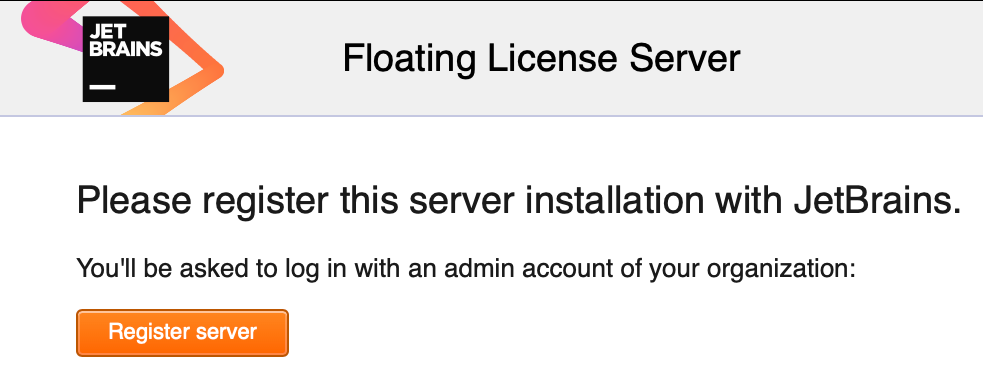 JET
BRAINS
Floating License Server
Please register this server installation with JetBrains.
You'll be asked to log in with an admin account of your organization:
Register server